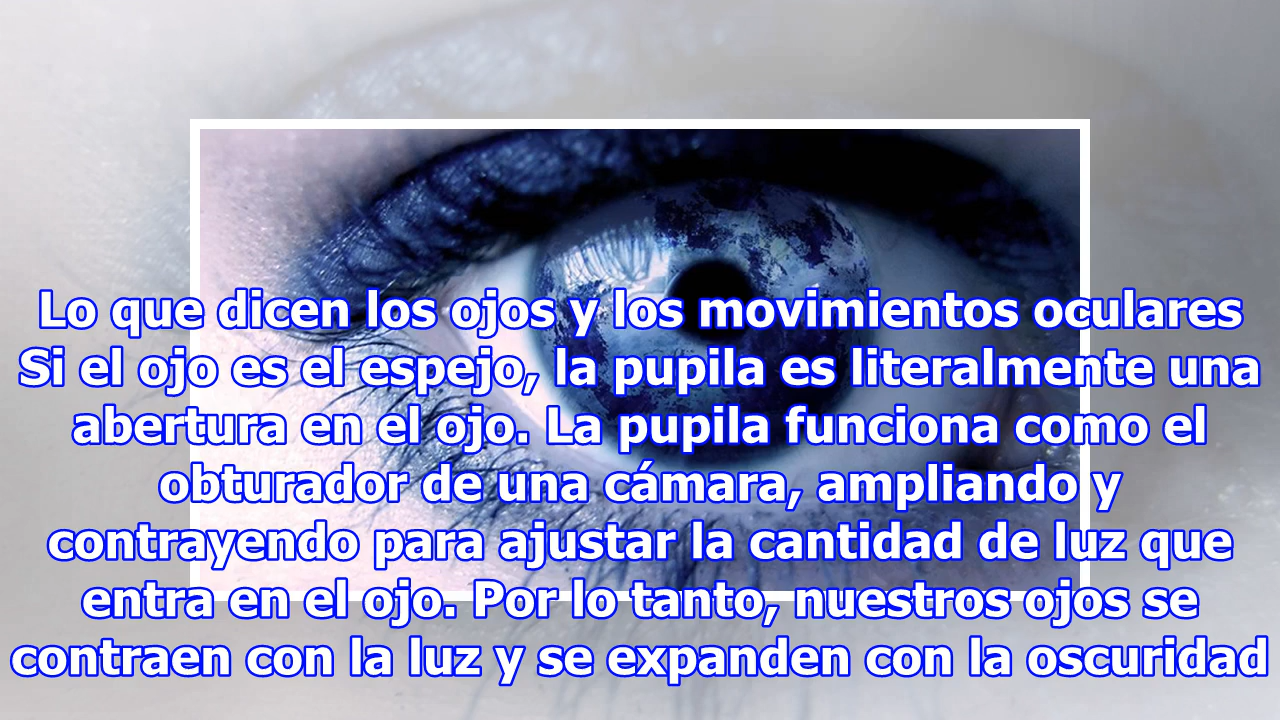 Lo que dicen los ojos y los movimientos oculares
Si el ojo es el espejo, la pupila es literalmente una
abertura en el ojo. La pupila funciona como el
obturador de una cámara, ampliando y
contrayendo para ajustar la cantidad de luz que
entra en el ojo. Por lo tanto, nuestros ojos se
contraen con la luz y se expanden con la oscuridad